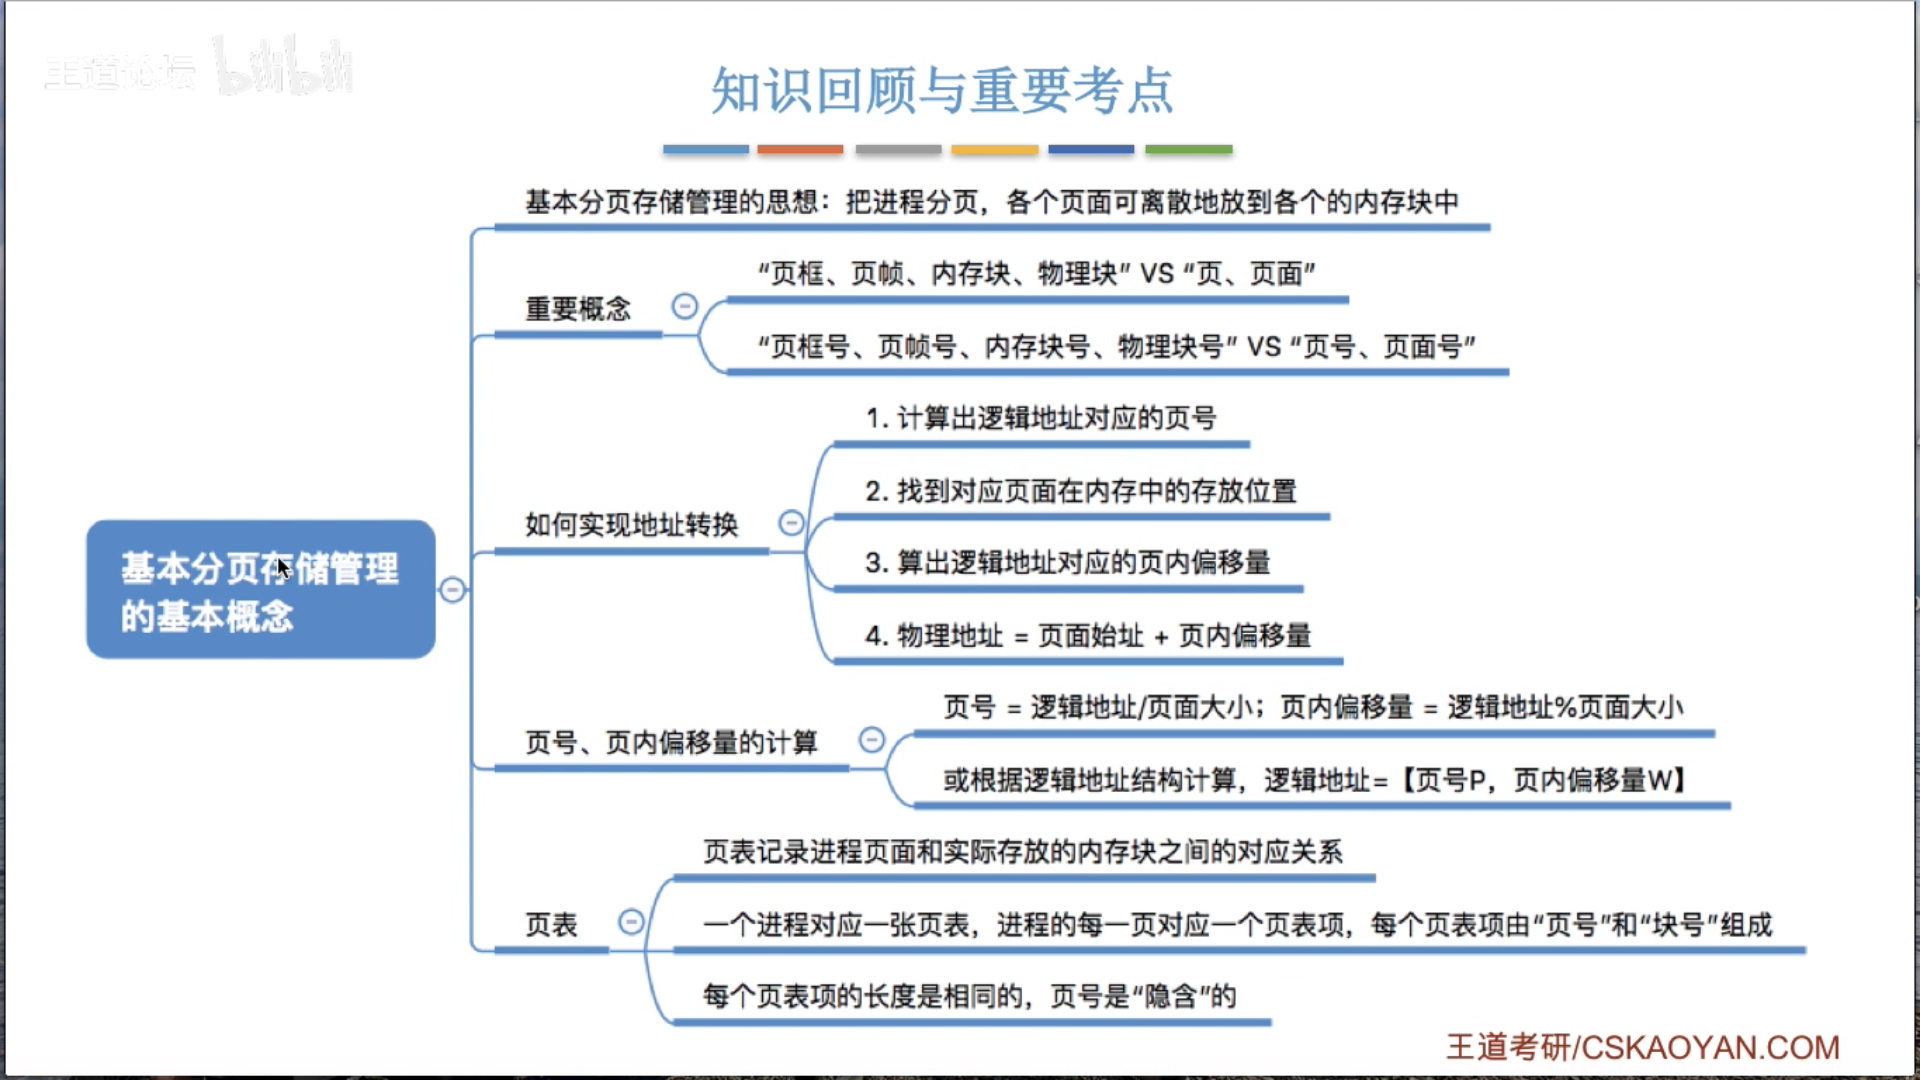 王道论坛 bilibili
知识回顾与重要考点
基本分页存储管理的思想：把进程分页，各个页面可离散地放到各个的内存块中
重要概念
“页框、页帧、内存块、物理块” VS “页、页面”
“页框号、页帧号、内存块号、物理块号” VS “页号、页面号”
如何实现地址转换
1. 计算出逻辑地址对应的页号
2. 找到对应页面在内存中的存放位置
3. 算出逻辑地址对应的页内偏移量
4. 物理地址 = 页面始址 + 页内偏移量
基本分页存储管理
的基本概念
页号、页内偏移量的计算
页号 = 逻辑地址/页面大小；页内偏移量 = 逻辑地址%页面大小
或根据逻辑地址结构计算，逻辑地址=【页号P，页内偏移量W】
页表
页表记录进程页面和实际存放的内存块之间的对应关系
一个进程对应一张页表，进程的每一页对应一个页表项，每个页表项由“页号”和“块号”组成
每个页表项的长度是相同的，页号是“隐含”的
王道考研/CSKAOYAN.COM